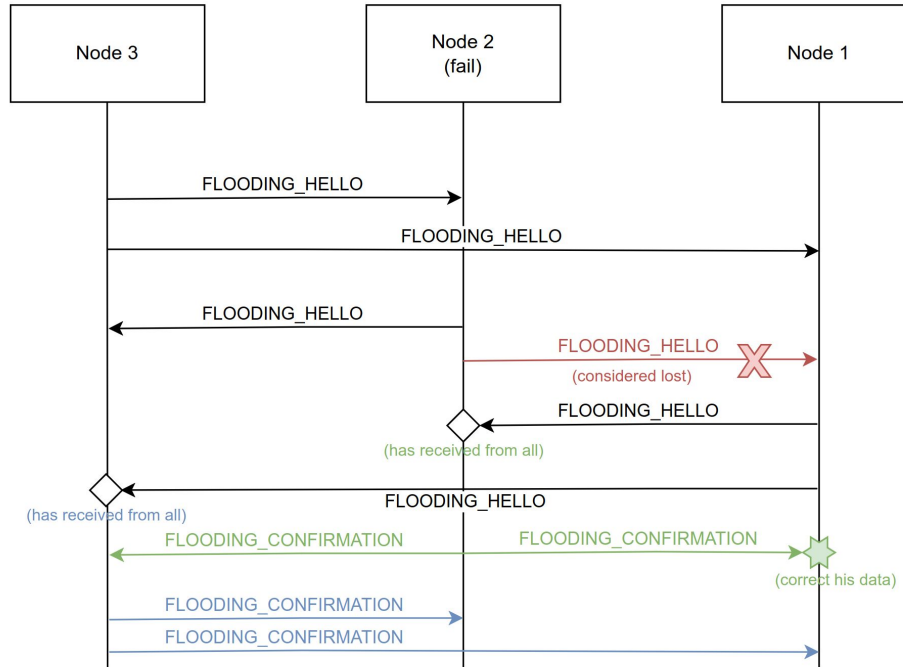 Node 3
Node 2
(fail)
Node 1
FLOODING_HELLO
FLOODING_HELLO
FLOODING_HELLO
FLOODING_HELLO
(considered lost)
FLOODING_HELLO
(has received from all)
FLOODING_HELLO
(has received from all)
FLOODING_CONFIRMATION
FLOODING_CONFIRMATION
(correct his data)
FLOODING_CONFIRMATION
FLOODING_CONFIRMATION